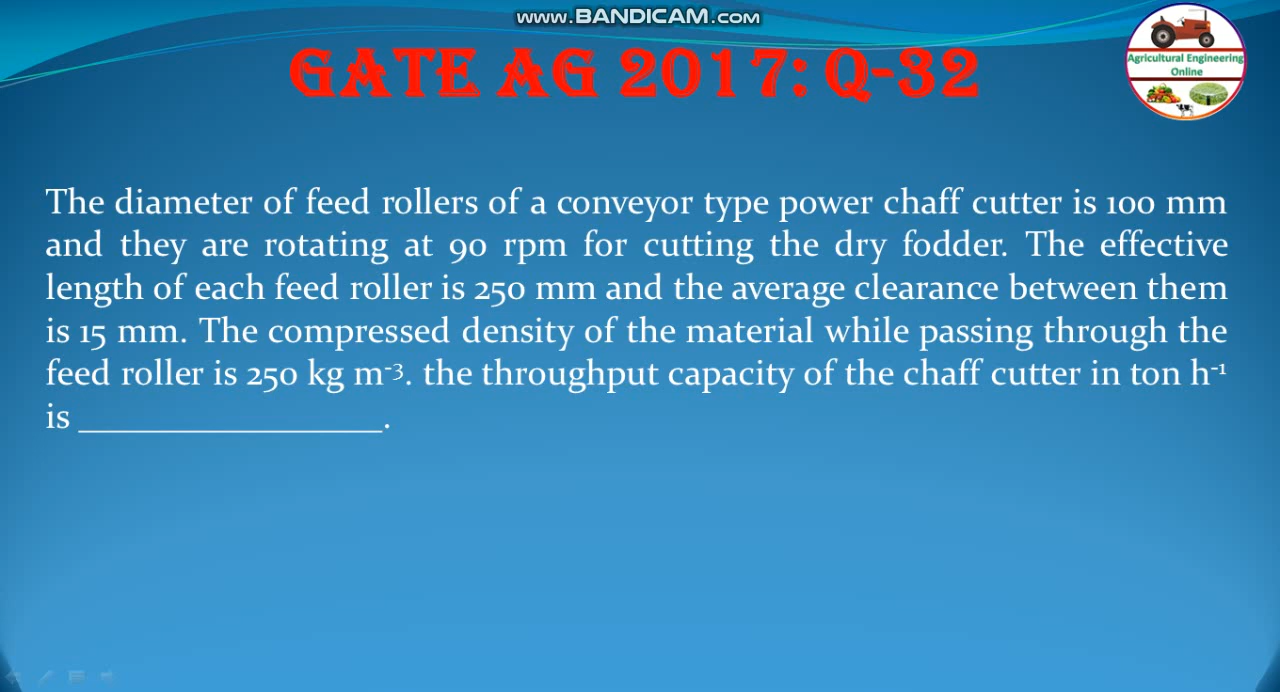 www.BANDICAM.com
GATE AG 2017: Q-32
Agricultural Engineering
Online
The diameter of feed rollers of a conveyor type power chaff cutter is 100 mm
and they are rotating at 90 rpm for cutting the dry fodder. The effective
length of each feed roller is 250 mm and the average clearance between them
is 15 mm. The compressed density of the material while passing through the
feed roller is 250 kg m⁻³. the throughput capacity of the chaff cutter in ton h⁻¹
is __________________.